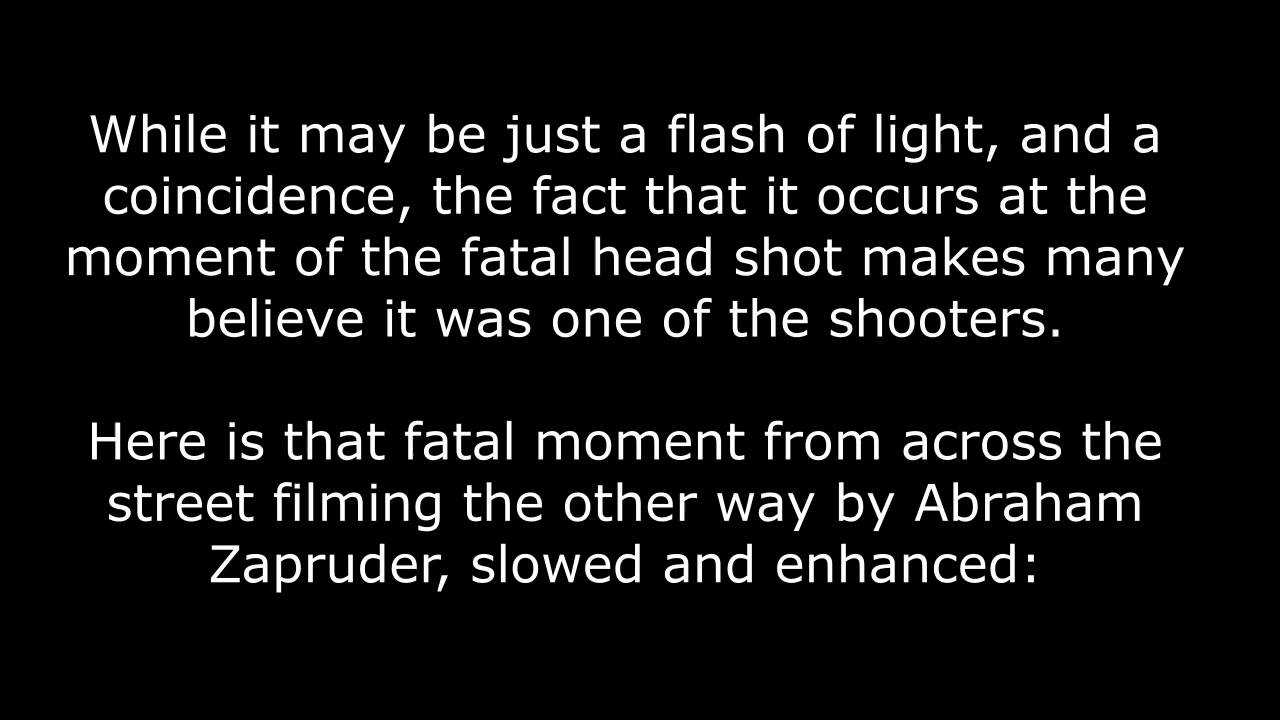 While it may be just a flash of light, and a
coincidence, the fact that it occurs at the
moment of the fatal head shot makes many
believe it was one of the shooters.
Here is that fatal moment from across the
street filming the other way by Abraham
Zapruder, slowed and enhanced: